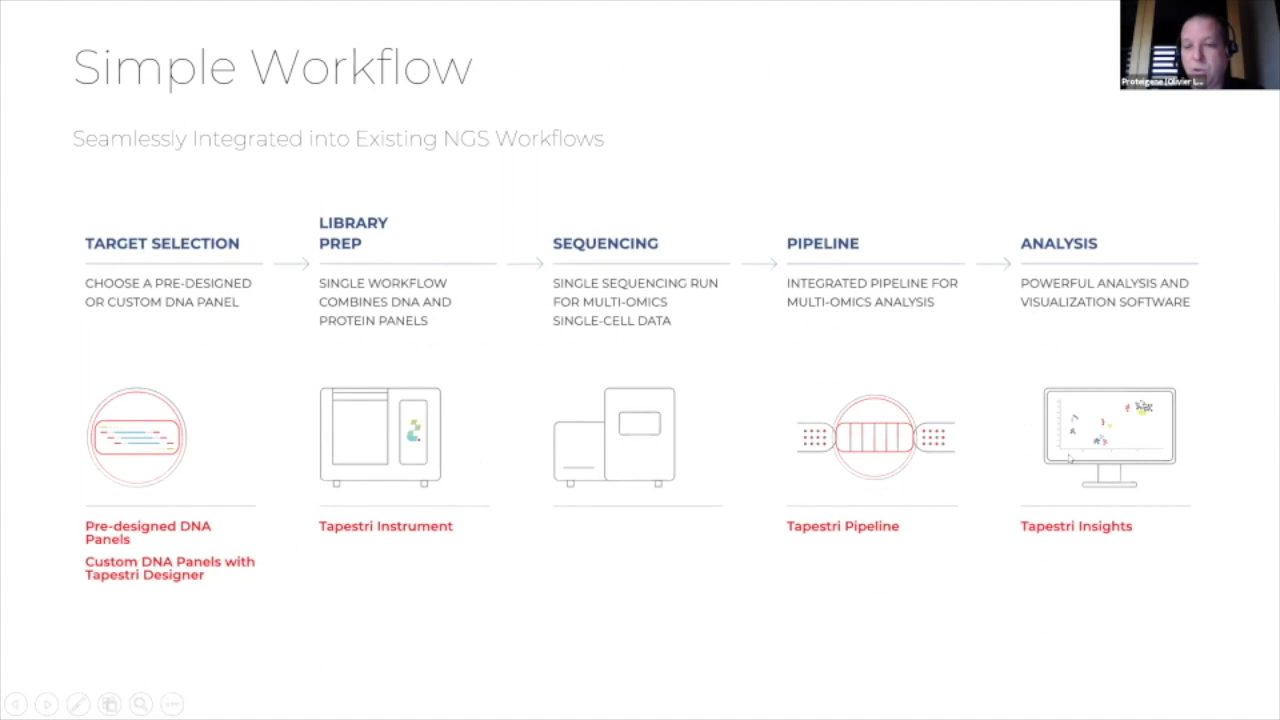 Simple Workflow
Proteigene (Olivier L...
Seamlessly Integrated into Existing NGS Workflows
TARGET SELECTION
CHOOSE A PRE-DESIGNED
OR CUSTOM DNA PANEL
Pre-designed DNA
Panels
Custom DNA Panels with
Tapestri Designer
LIBRARY
PREP
SINGLE WORKFLOW
COMBINES DNA AND
PROTEIN PANELS
Tapestri Instrument
SEQUENCING
SINGLE SEQUENCING RUN
FOR MULTI-OMICS
SINGLE-CELL DATA
PIPELINE
INTEGRATED PIPELINE FOR
MULTI-OMICS ANALYSIS
Tapestri Pipeline
ANALYSIS
POWERFUL ANALYSIS AND
VISUALIZATION SOFTWARE
Tapestri Insights